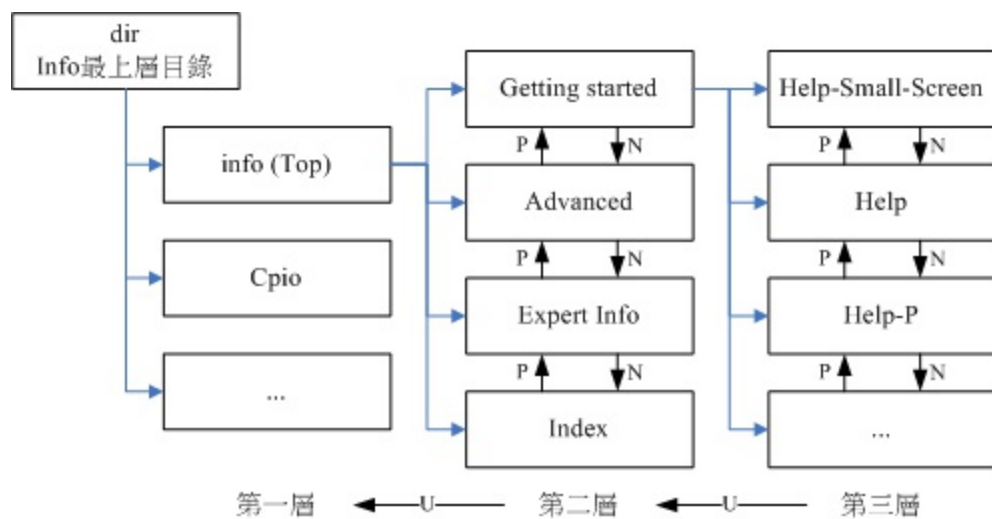 dir
Info最上層目錄
info (Top)
Cpio
...
Getting started
P
N
Advanced
P
N
Expert Info
P
N
Index
Help-Small-Screen
P
N
Help
P
N
Help-P
P
N
...
第一層
U
第二層
U
第三層